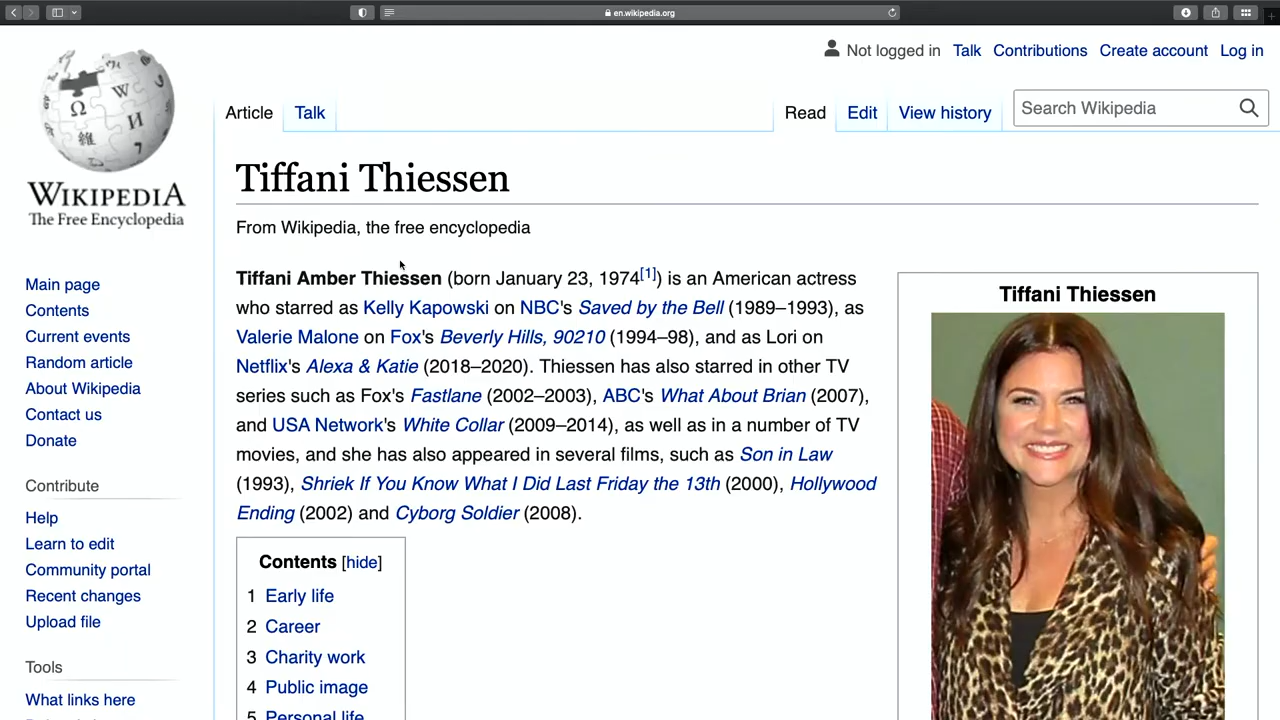 en.wikipedia.org
Not logged in Talk Contributions Create account Log in
Article Talk Read Edit View history Search Wikipedia
WIKIPEDIA
The Free Encyclopedia
Main page
Contents
Current events
Random article
About Wikipedia
Contact us
Donate
Contribute
Help
Learn to edit
Community portal
Recent changes
Upload file
Tools
What links here
Tiffani Thiessen
From Wikipedia, the free encyclopedia
Tiffani Amber Thiessen (born January 23, 1974[1]) is an American actress
who starred as Kelly Kapowski on NBC's Saved by the Bell (1989–1993), as
Valerie Malone on Fox's Beverly Hills, 90210 (1994–98), and as Lori on
Netflix's Alexa & Katie (2018–2020). Thiessen has also starred in other TV
series such as Fox's Fastlane (2002–2003), ABC's What About Brian (2007),
and USA Network's White Collar (2009–2014), as well as in a number of TV
movies, and she has also appeared in several films, such as Son in Law
(1993), Shriek If You Know What I Did Last Friday the 13th (2000), Hollywood
Ending (2002) and Cyborg Soldier (2008).
Contents [hide]
1 Early life
2 Career
3 Charity work
4 Public image
5 Personal life
Tiffani Thiessen